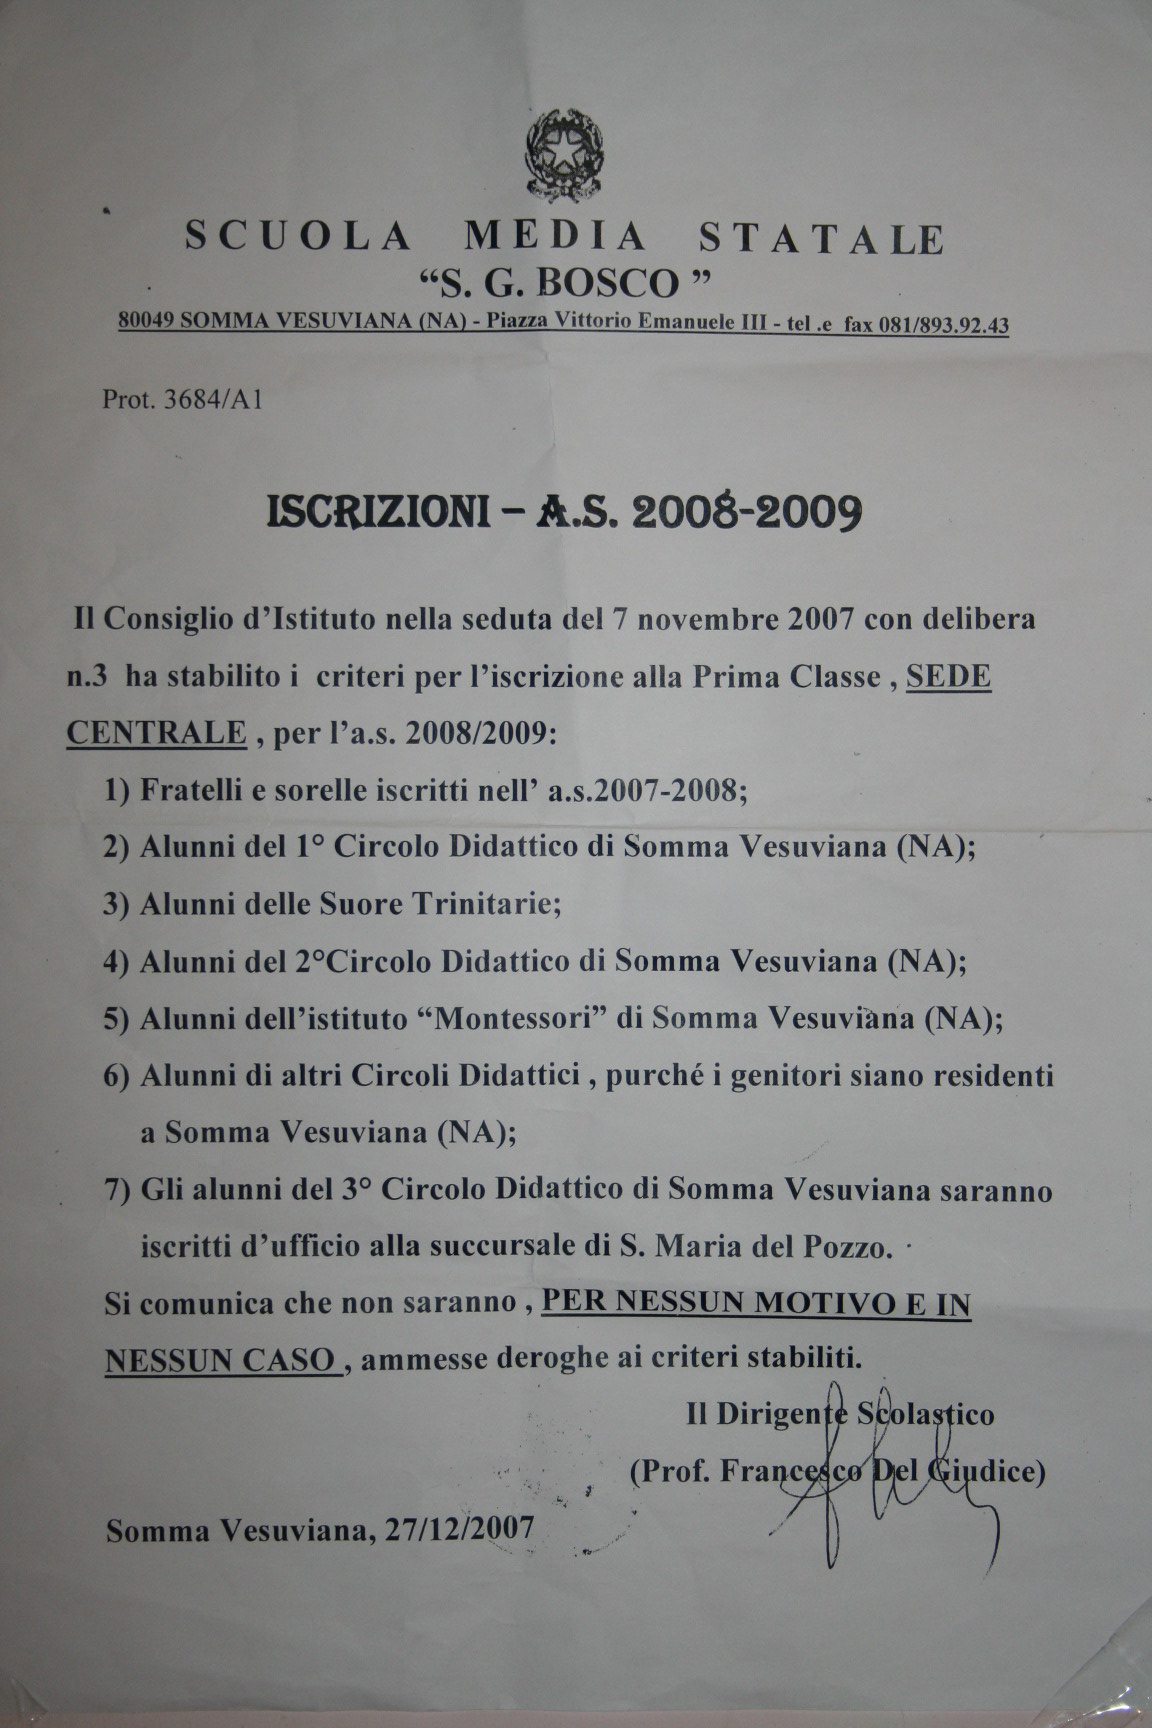 SCUOLA MEDIA STATALE
“S. G. BOSCO ”
80049 SOMMA VESUVIANA (NA) - Piazza Vittorio Emanuele III - tel .e fax 081/893.92.43
Prot. 3684/A1
ISCRIZIONI – A.S. 2008-2009
Il Consiglio d’Istituto nella seduta del 7 novembre 2007 con delibera
n.3 ha stabilito i criteri per l’iscrizione alla Prima Classe , SEDE
CENTRALE , per l’a.s. 2008/2009:
1) Fratelli e sorelle iscritti nell’ a.s.2007-2008;
2) Alunni del 1° Circolo Didattico di Somma Vesuviana (NA);
3) Alunni delle Suore Trinitarie;
4) Alunni del 2°Circolo Didattico di Somma Vesuviana (NA);
5) Alunni dell’istituto “Montessori” di Somma Vesuviana (NA);
6) Alunni di altri Circoli Didattici , purché i genitori siano residenti
a Somma Vesuviana (NA);
7) Gli alunni del 3° Circolo Didattico di Somma Vesuviana saranno
iscritti d’ufficio alla succursale di S. Maria del Pozzo.
Si comunica che non saranno , PER NESSUN MOTIVO E IN
NESSUN CASO , ammesse deroghe ai criteri stabiliti.
Il Dirigente Scolastico
(Prof. Francesco Del Giudice)
Somma Vesuviana, 27/12/2007